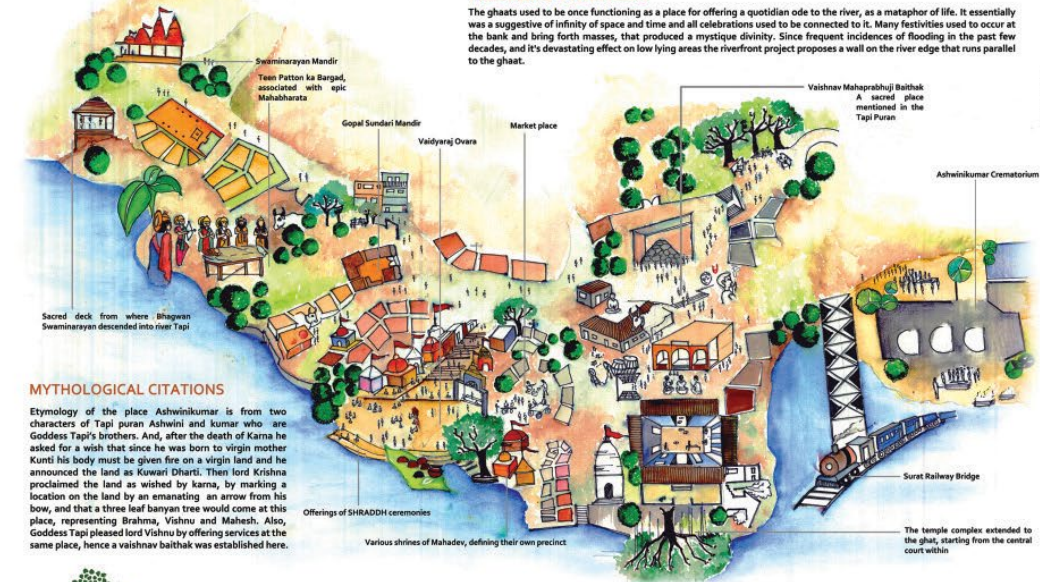 The ghaats used to be once functioning as a place for offering a quotidian ode to the river, as a mataphor of life. It essentially
was a suggestive of infinity of space and time and all celebrations used to be connected to it. Many festivities used to occur at
the bank and bring forth masses, that produced a mystique divinity. Since frequent incidences of flooding in the past few
decades, and it's devastating effect on low lying areas the riverfront project proposes a wall on the river edge that runs parallel
to the ghaat.
Swaminarayan Mandir
Teen Patton ka Bargad,
associated with epic
Mahabharata
Gopal Sundari Mandir
Vaidyaraj Ovara
Market place
Vaishnav Mahaprabhuji Baithak
A sacred place
mentioned in the
Tapi Puran
Ashwinikumar Crematorium
Sacred deck from where Bhagwan
Swaminarayan descended into river Tapi
MYTHOLOGICAL CITATIONS
Etymology of the place Ashwinikumar is from two
characters of Tapi puran Ashwini and kumar who are
Goddess Tapi's brothers. And, after the death of Karna he
asked for a wish that since he was born to virgin mother
Kunti his body must be given fire on a virgin land and he
announced the land as Kuwari Dharti. Then lord Krishna
proclaimed the land as wished by karna, by marking a
location on the land by an emanating an arrow from his
bow, and that a three leaf banyan tree would come at this
place, representing Brahma, Vishnu and Mahesh. Also,
Goddess Tapi pleased lord Vishnu by offering services at the
same place, hence a vaishnav baithak was established here.
Offerings of SHRADDH ceremonies
Various shrines of Mahadev, defining their own precinct
Surat Railway Bridge
The temple complex extended to
the ghat, starting from the central
court within